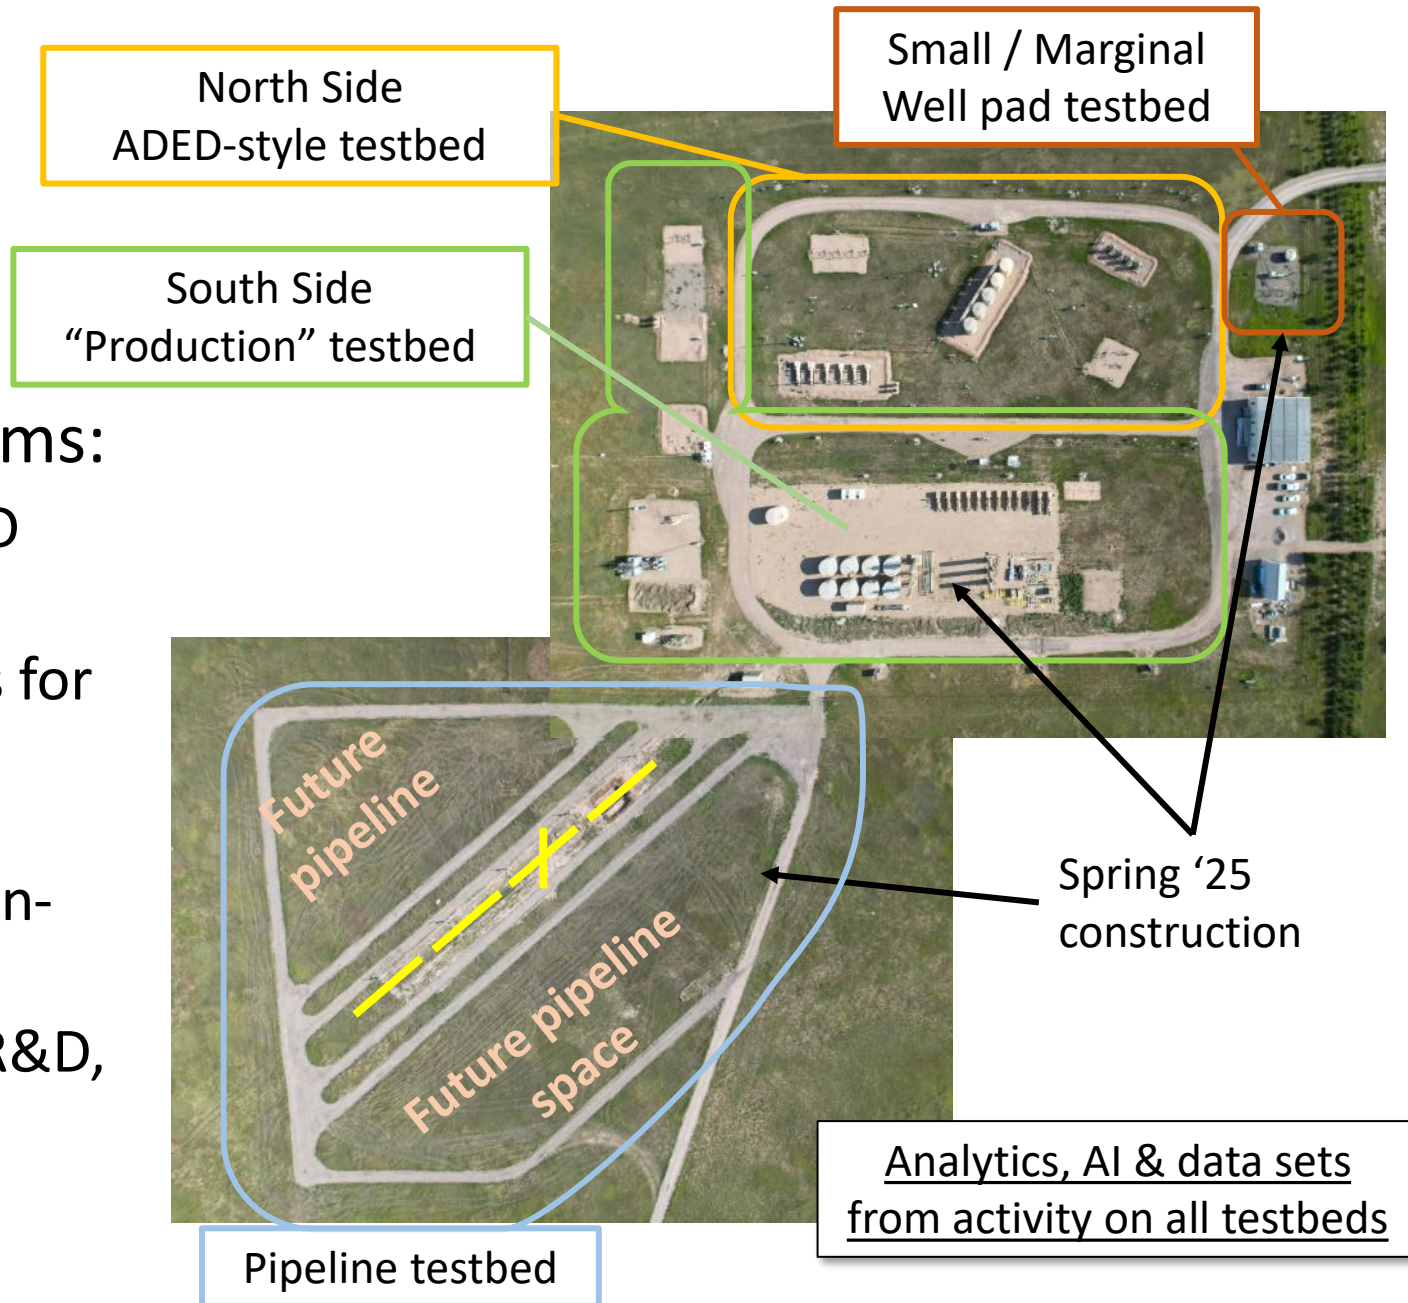 North Side
ADED-style testbed
Small / Marginal
Well pad testbed
South Side
“Production” testbed
ms:
D
s for
n-
R&D,
Future
pipeline
Future pipeline
space
Spring ‘25
construction
Analytics, AI & data sets
from activity on all testbeds
Pipeline testbed